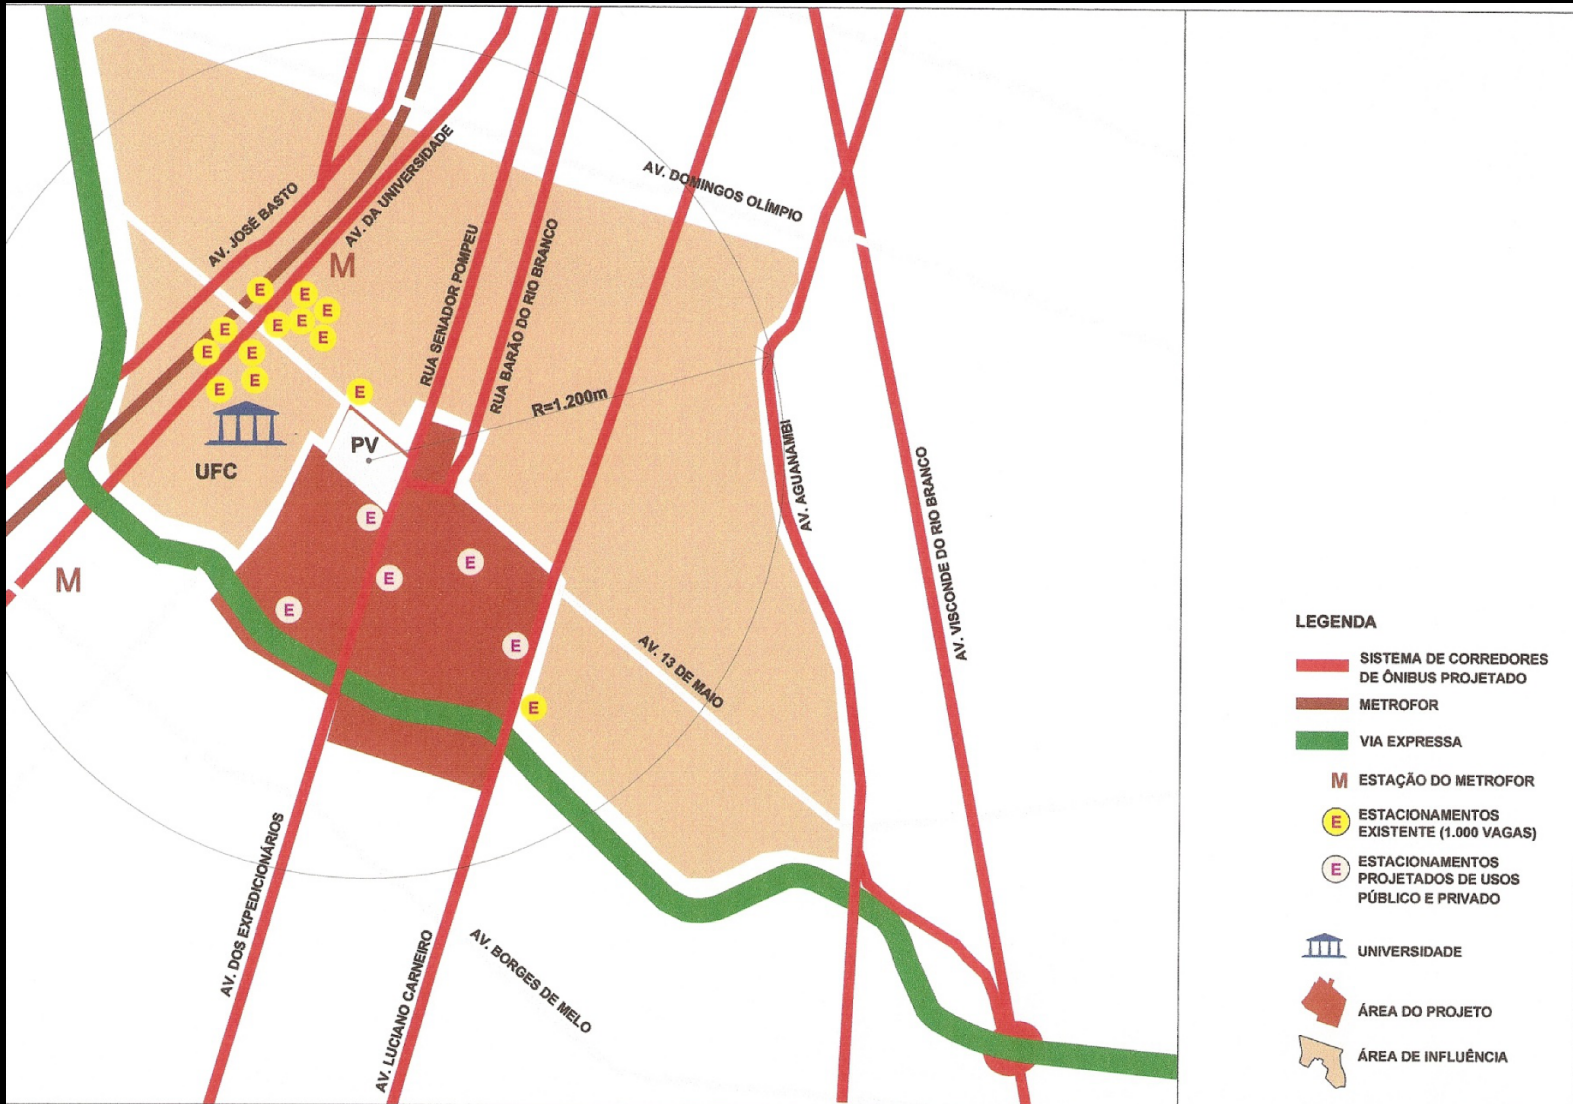 AV. DOMINGOS OLÍMPIO
AV. JOSÉ BASTO
AV. DA UNIVERSIDADE
M
RUA SENADOR POMPEU
RUA BARÃO DO RIO BRANCO
E
E
E
E
E
E
E
E
E
E
E
E
R=1.200m
PV
UFC
AV. AGUANAMBI
AV. VISCONDE DO RIO BRANCO
E
E
E
E
E
M
AV. 13 DE MAIO
E
AV. DOS EXPEDICIONÁRIOS
AV. LUCIANO CARNEIRO
AV. BORGES DE MELO
LEGENDA
SISTEMA DE CORREDORES
DE ÔNIBUS PROJETADO
METROFOR
VIA EXPRESSA
M ESTAÇÃO DO METROFOR
E ESTACIONAMENTOS
EXISTENTE (1.000 VAGAS)
E ESTACIONAMENTOS
PROJETADOS DE USOS
PÚBLICO E PRIVADO
UNIVERSIDADE
ÁREA DO PROJETO
ÁREA DE INFLUÊNCIA